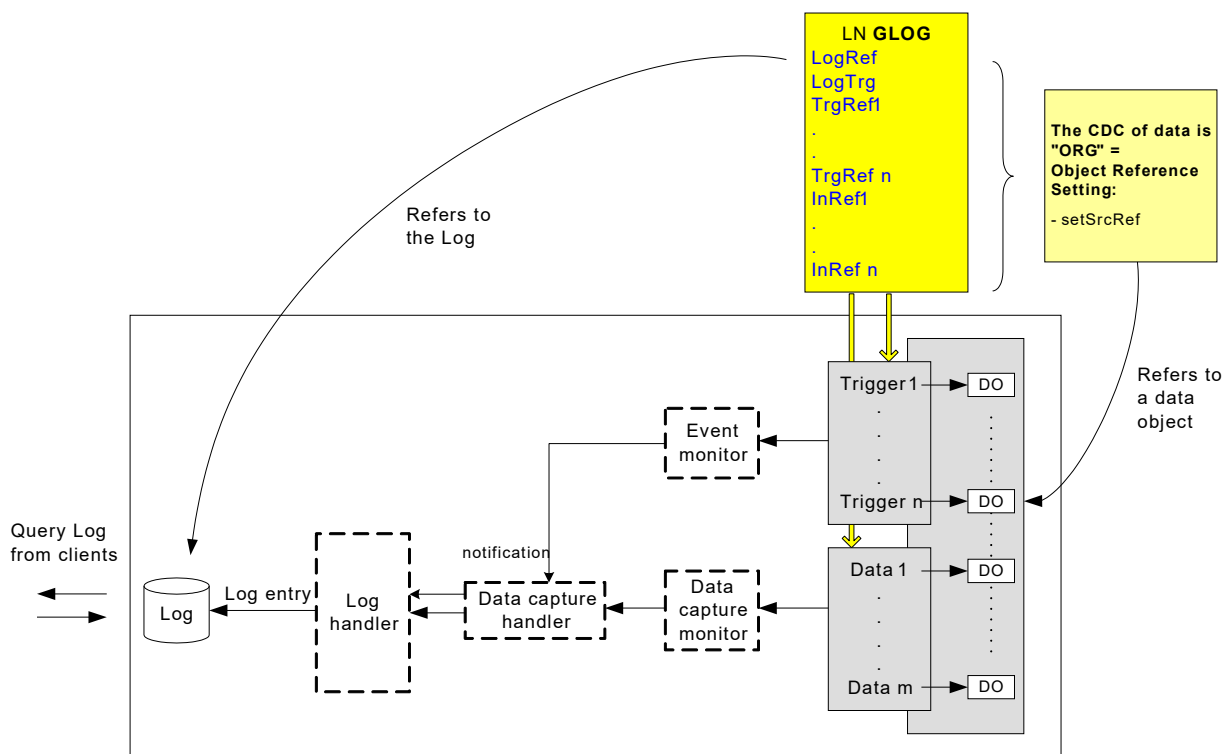 LN GLOG
LogRef
LogTrg
TrgRef1
.
.
TrgRef n
InRef1
.
.
InRef n
The CDC of data is
"ORG" =
Object Reference
Setting:
- setSrcRef
Refers to
the Log
Refers to
a data
object
Trigger 1
.
.
.
.
Trigger n
DO
DO
Event
monitor
notification
Query Log
from clients
Log
Log entry
Log
handler
Data capture
handler
Data
capture
monitor
Data 1
.
.
.
.
Data m
DO
DO